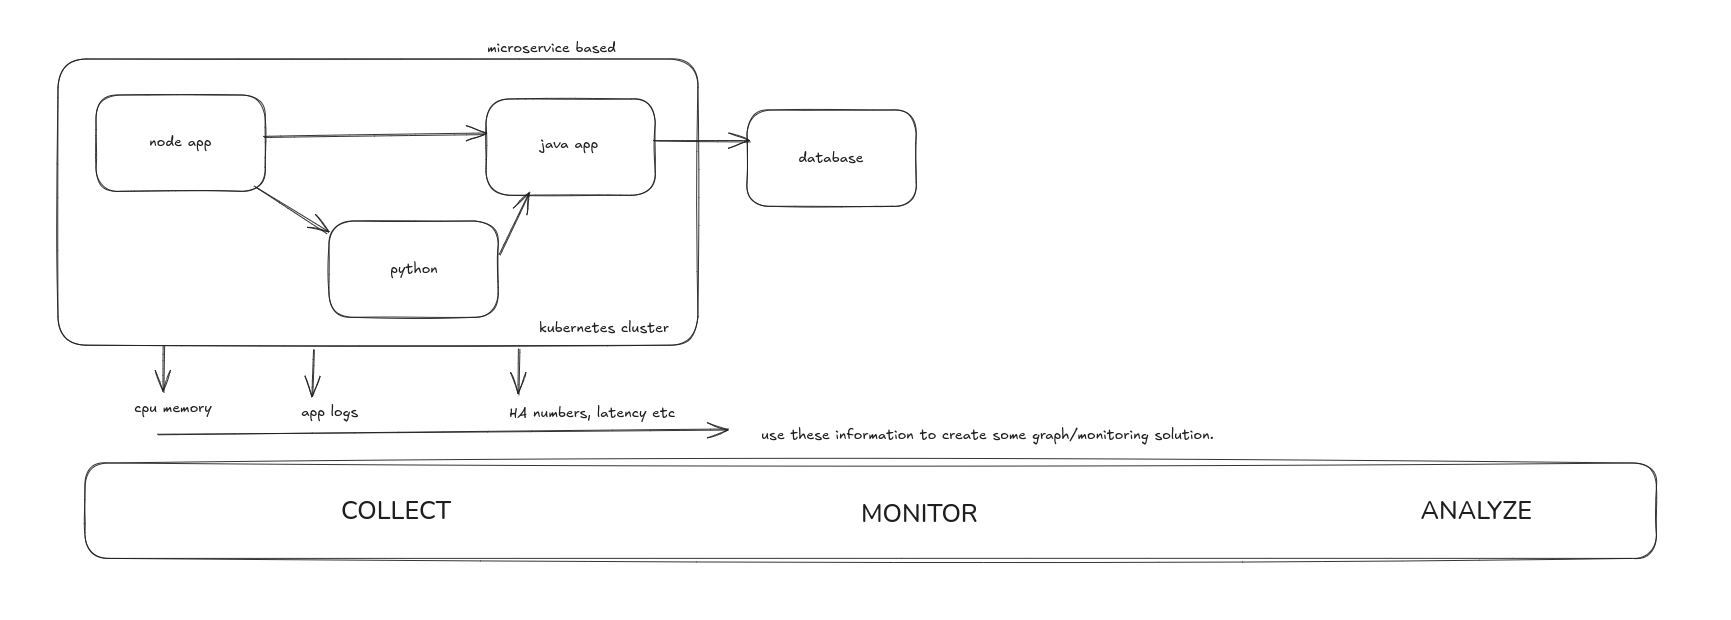 microservice based
node app
java app
database
python
kubernetes cluster
cpu memory
app logs
HA numbers, latency etc
use these information to create some graph/monitoring solution.
COLLECT
MONITOR
ANALYZE